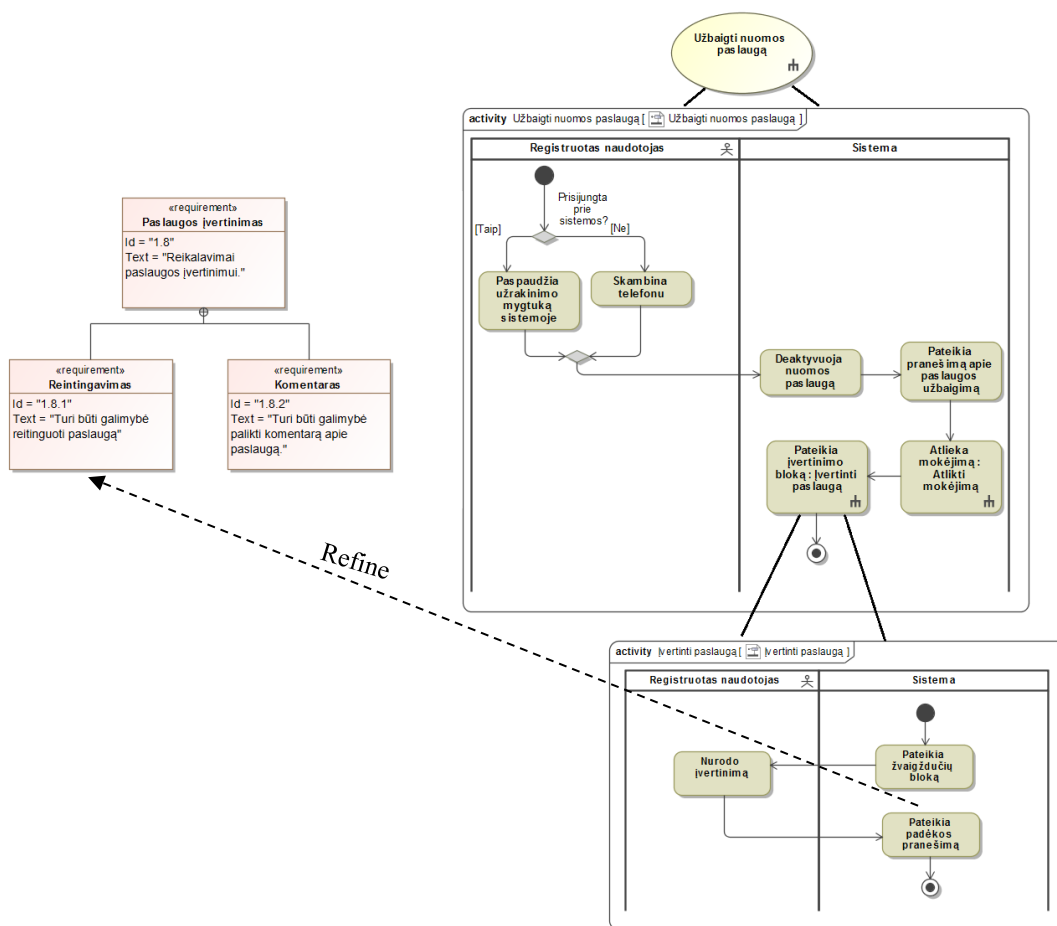 Užbaigti nuomos
paslaugą
activity Užbaigti nuomos paslaugą [ Užbaigti nuomos paslaugą ]
Registruotas naudotojas
Sistema
Prisijungta
prie
sistemos?
[Taip]
[Ne]
Paspaudžia
užrakinimo
mygtuką
sistemoje
Skambina
telefonu
Deaktyvuoja
nuomos
paslaugą
Pateikia
pranešimą apie
paslaugos
užbaigimą
Pateikia
įvertinimo
bloką : Įvertinti
paslaugą
Atlieka
mokėjimą :
Atlikti
mokėjimą
«requirement»
Paslaugos įvertinimas
Id = "1.8"
Text = "Reikalavimai
paslaugos įvertinimui."
«requirement»
Reintingavimas
Id = "1.8.1"
Text = "Turi būti galimybė
reitinguoti paslaugą"
«requirement»
Komentaras
Id = "1.8.2"
Text = "Turi būti galimybė
palikti komentarą apie
paslaugą."
Refine
activity Įvertinti paslaugą [ Įvertinti paslaugą ]
Registruotas naudotojas
Sistema
Pateikia
žvaigždučių
bloką
Nurodo
įvertinimą
Pateikia
padėkos
pranešimą